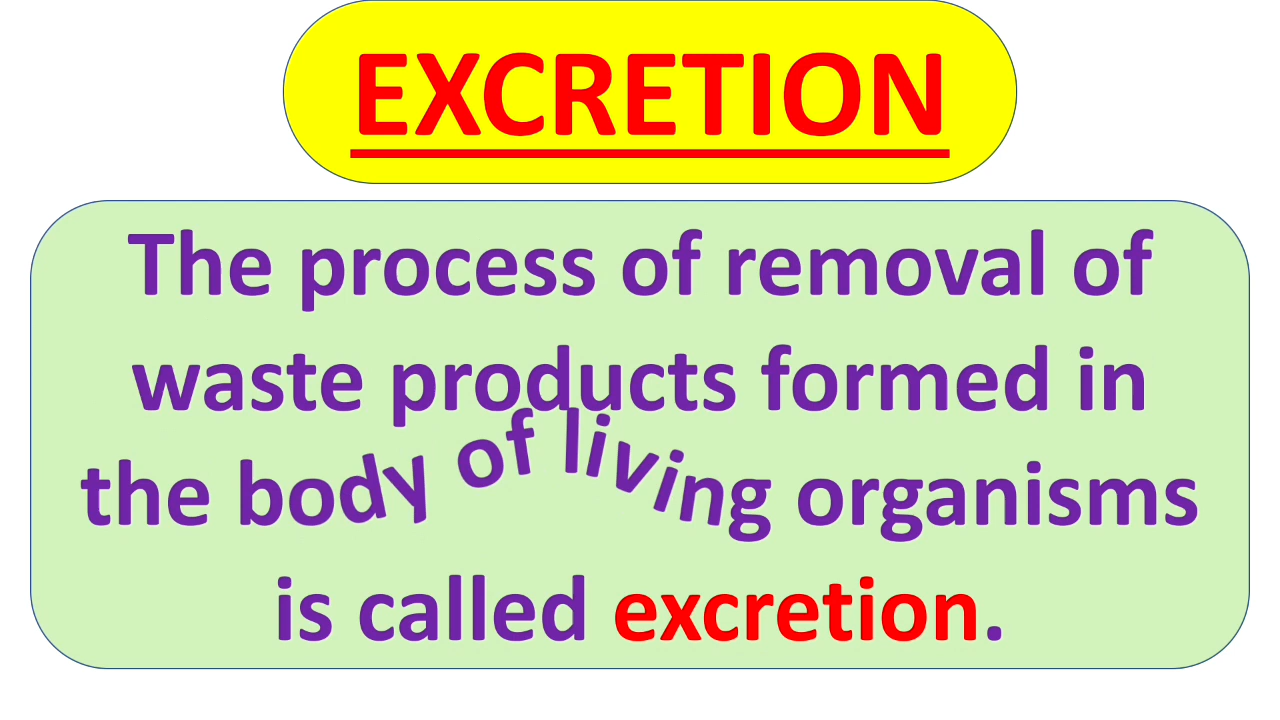 EXCRETION
The process of removal of
waste products formed in
the body of living organisms
is called excretion.